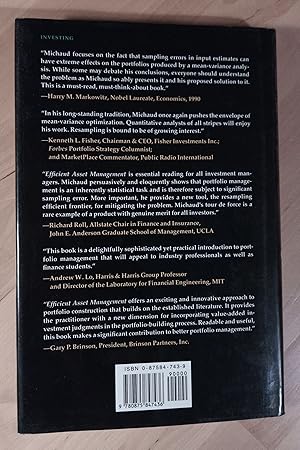 INVESTING
"Michaud focuses on the fact that sampling errors in input estimates can
have extreme effects on the portfolios produced by a mean-variance analy-
sis. While some may debate his conclusions, everyone should understand
the problem as Michaud so ably presents it and his proposed solution to it.
This is a must-read, must-think-about book."
—Harry M. Markowitz, Nobel Laureate, Economics, 1990
"In his long-standing tradition, Michaud once again pushes the envelope of
mean-variance optimization. Quantitative analysts of all stripes will enjoy
his work. Resampling is bound to be of growing interest."
—Kenneth L. Fisher, Chairman & CEO, Fisher Investments Inc.;
Forbes Portfolio Strategy Columnist;
and MarketPlace Commentator, Public Radio International
"Efficient Asset Management is essential reading for all investment man-
agers. Michaud persuasively and eloquently shows that portfolio manage-
ment is an inherently statistical task and is therefore subject to significant
sampling error. More important, he provides a new tool, the resampling
efficient frontier, for mitigating the problem. Michaud's tour de force is a
rare example of a product with genuine merit for all investors."
—Richard Roll, Allstate Chair in Finance and Insurance,
John E. Anderson Graduate School of Management, UCLA
"This book is a delightfully sophisticated yet practical introduction to port-
folio management that will appeal to industry professionals as well as
finance students."
—Andrew W. Lo, Harris & Harris Group Professor
and Director of the Laboratory for Financial Engineering, MIT
"Efficient Asset Management offers an exciting and innovative approach to
portfolio construction that builds on the established literature. It provides
the practitioner with a new dimension for incorporating value-added in-
vestment judgments in the portfolio-building process. Readable and useful,
this book makes a significant contribution to better portfolio management."
—Gary P. Brinson, President, Brinson Partners, Inc.
ISBN 0-87584-743-9
90000
9 780875 847436